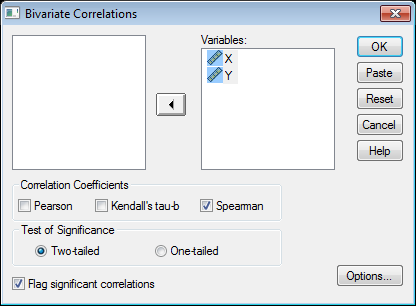 Bivariate Correlations
Variables:
X
Y
OK
Paste
Reset
Cancel
Help
Correlation Coefficients
Pearson Kendall's tau-b Spearman
Test of Significance
Two-tailed One-tailed
Flag significant correlations
Options...